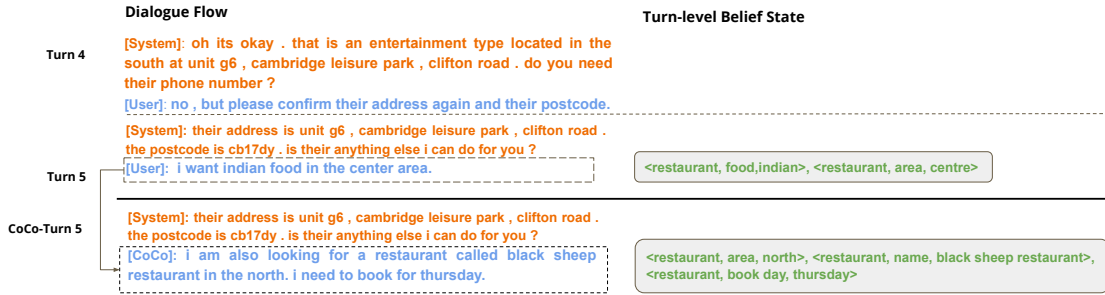 Dialogue Flow
Turn-level Belief State
Turn 4
[System]: oh its okay . that is an entertainment type located in the
south at unit g6 , cambridge leisure park , clifton road . do you need
their phone number ?
[User]: no , but please confirm their address again and their postcode.
Turn 5
[System]: their address is unit g6 , cambridge leisure park , clifton road .
the postcode is cb17dy . is their anything else i can do for you ?
[User]: i want indian food in the center area.
<restaurant, food,indian>, <restaurant, area, centre>
CoCo-Turn 5
[System]: their address is unit g6 , cambridge leisure park , clifton road .
the postcode is cb17dy . is their anything else i can do for you ?
[CoCo]: i am also looking for a restaurant called black sheep
restaurant in the north. i need to book for thursday.
<restaurant, area, north>, <restaurant, name, black sheep restaurant>,
<restaurant, book day, thursday>